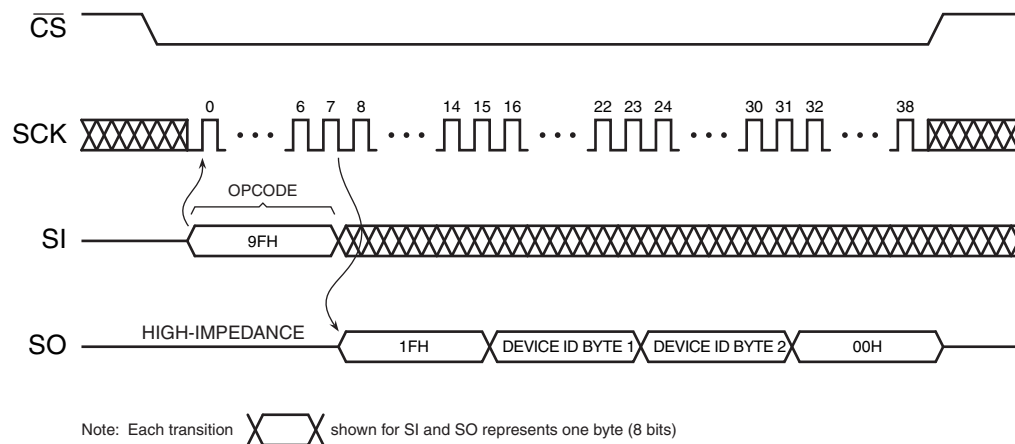 CS
SCK
0 6 7 8 14 15 16 22 23 24 30 31 32 38
OPCODE
SI
9FH
SO
HIGH-IMPEDANCE
1FH
DEVICE ID BYTE 1
DEVICE ID BYTE 2
00H
Note: Each transition shown for SI and SO represents one byte (8 bits)